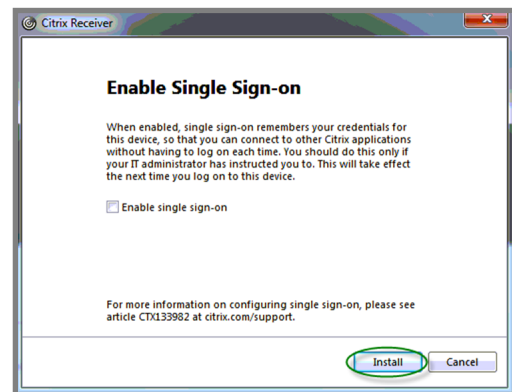 Citrix Receiver
Enable Single Sign-on
When enabled, single sign-on remembers your credentials for
this device, so that you can connect to other Citrix applications
without having to log on each time. You should do this only if
your IT administrator has instructed you to. This will take effect
the next time you log on to this device.
Enable single sign-on
For more information on configuring single sign-on, please see
article CTX133982 at citrix.com/support.
Install Cancel